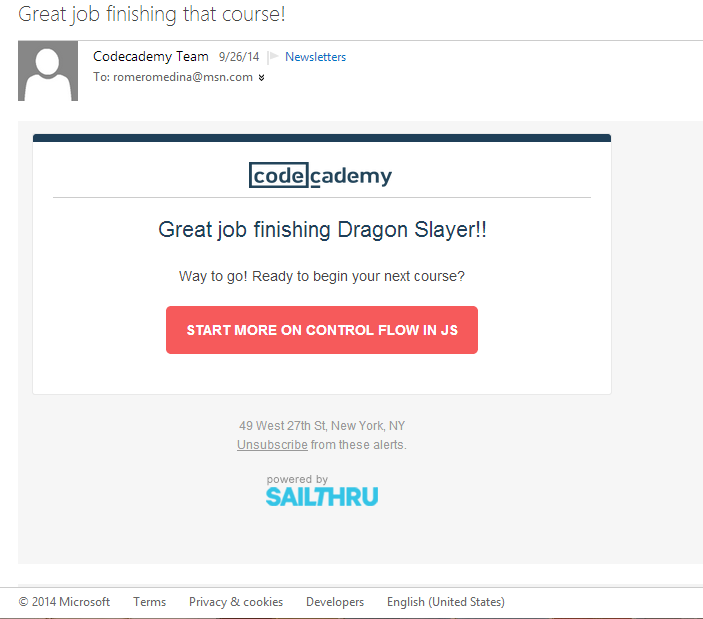 Great job finishing that course!
Codecademy Team 9/26/14 Newsletters
To: romeromedina@msn.com
codecademy
Great job finishing Dragon Slayer!!
Way to go! Ready to begin your next course?
START MORE ON CONTROL FLOW IN JS
49 West 27th St, New York, NY
Unsubscribe from these alerts.
powered by
SAILTHRU
© 2014 Microsoft Terms Privacy & cookies Developers English (United States)